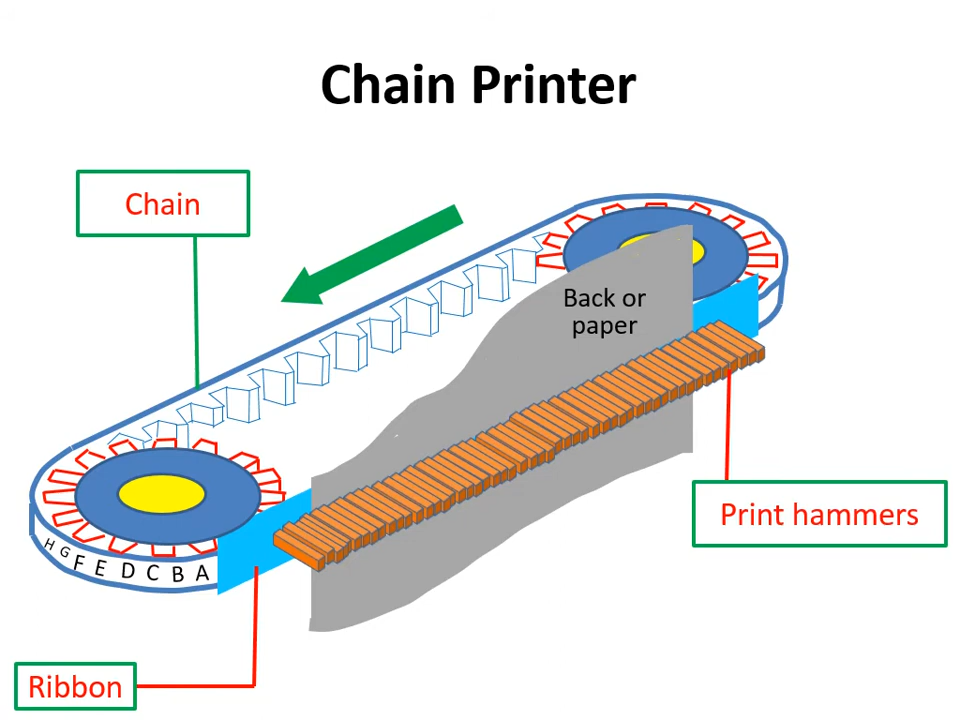 Chain Printer
Chain
Back or
paper
Print hammers
H G F E D C B A
Ribbon